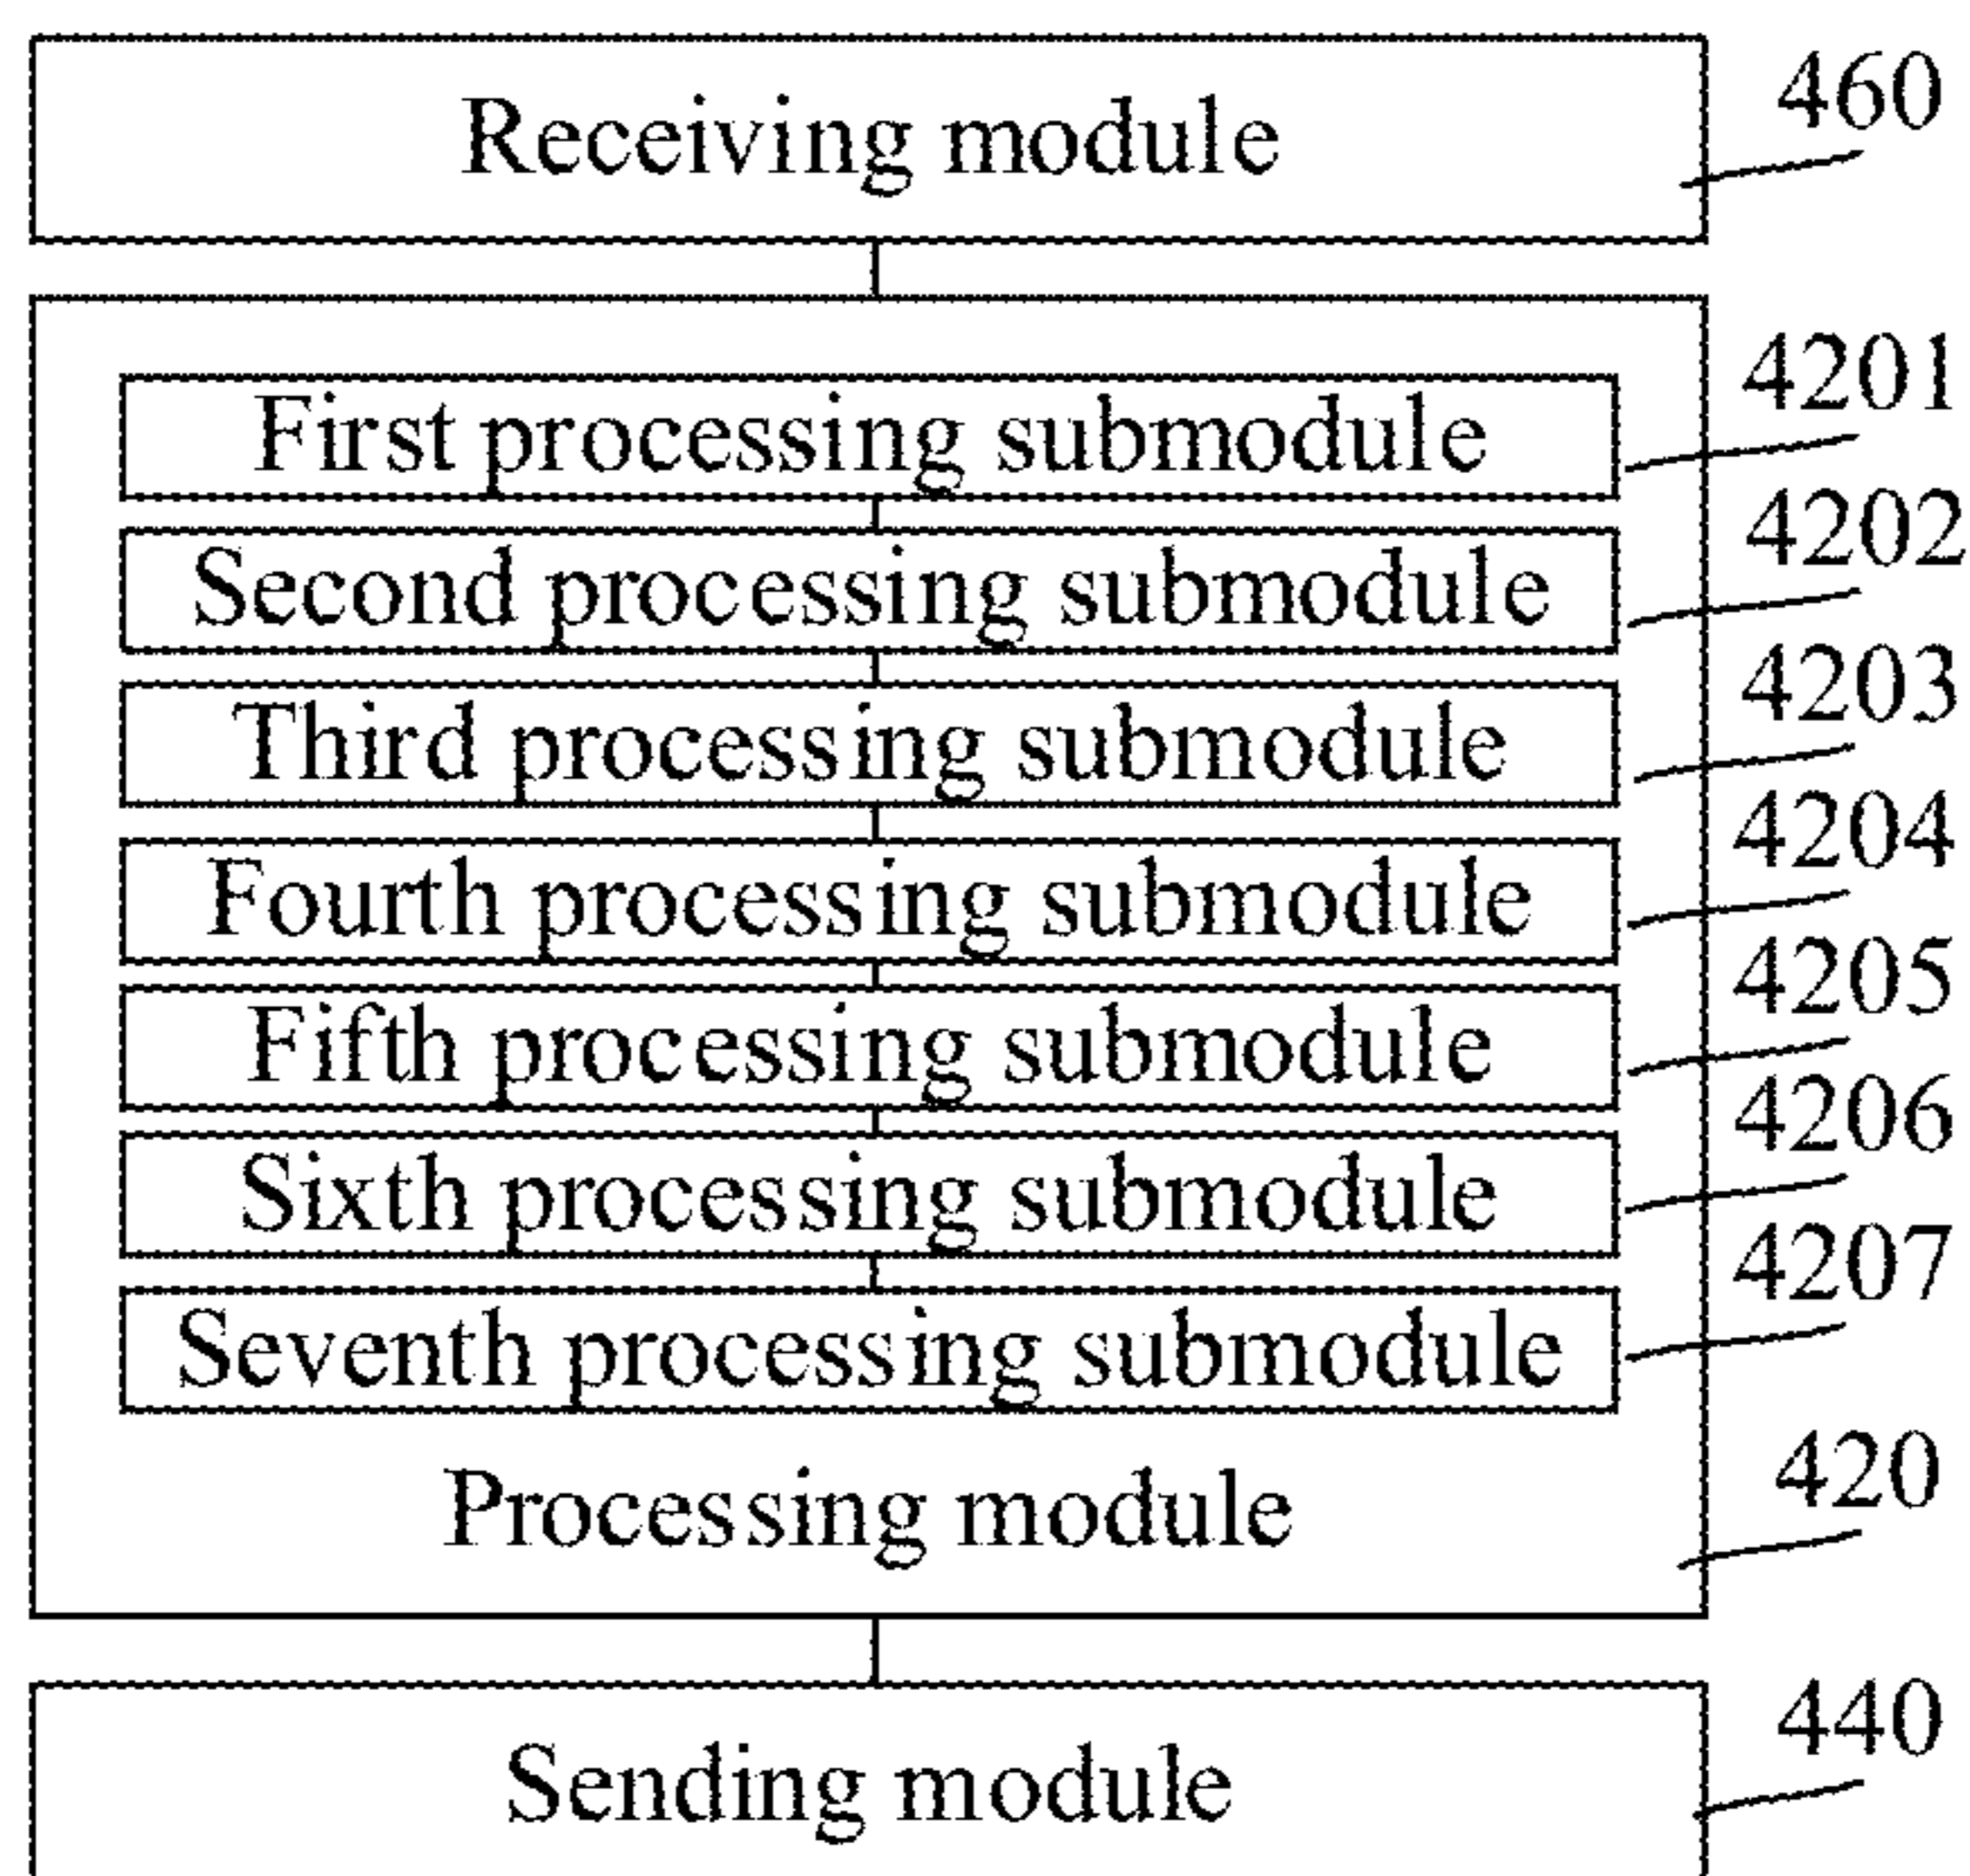 Receiving module 460
First processing submodule 4201
Second processing submodule 4202
Third processing submodule 4203
Fourth processing submodule 4204
Fifth processing submodule 4205
Sixth processing submodule 4206
Seventh processing submodule 4207
Processing module 420
Sending module 440